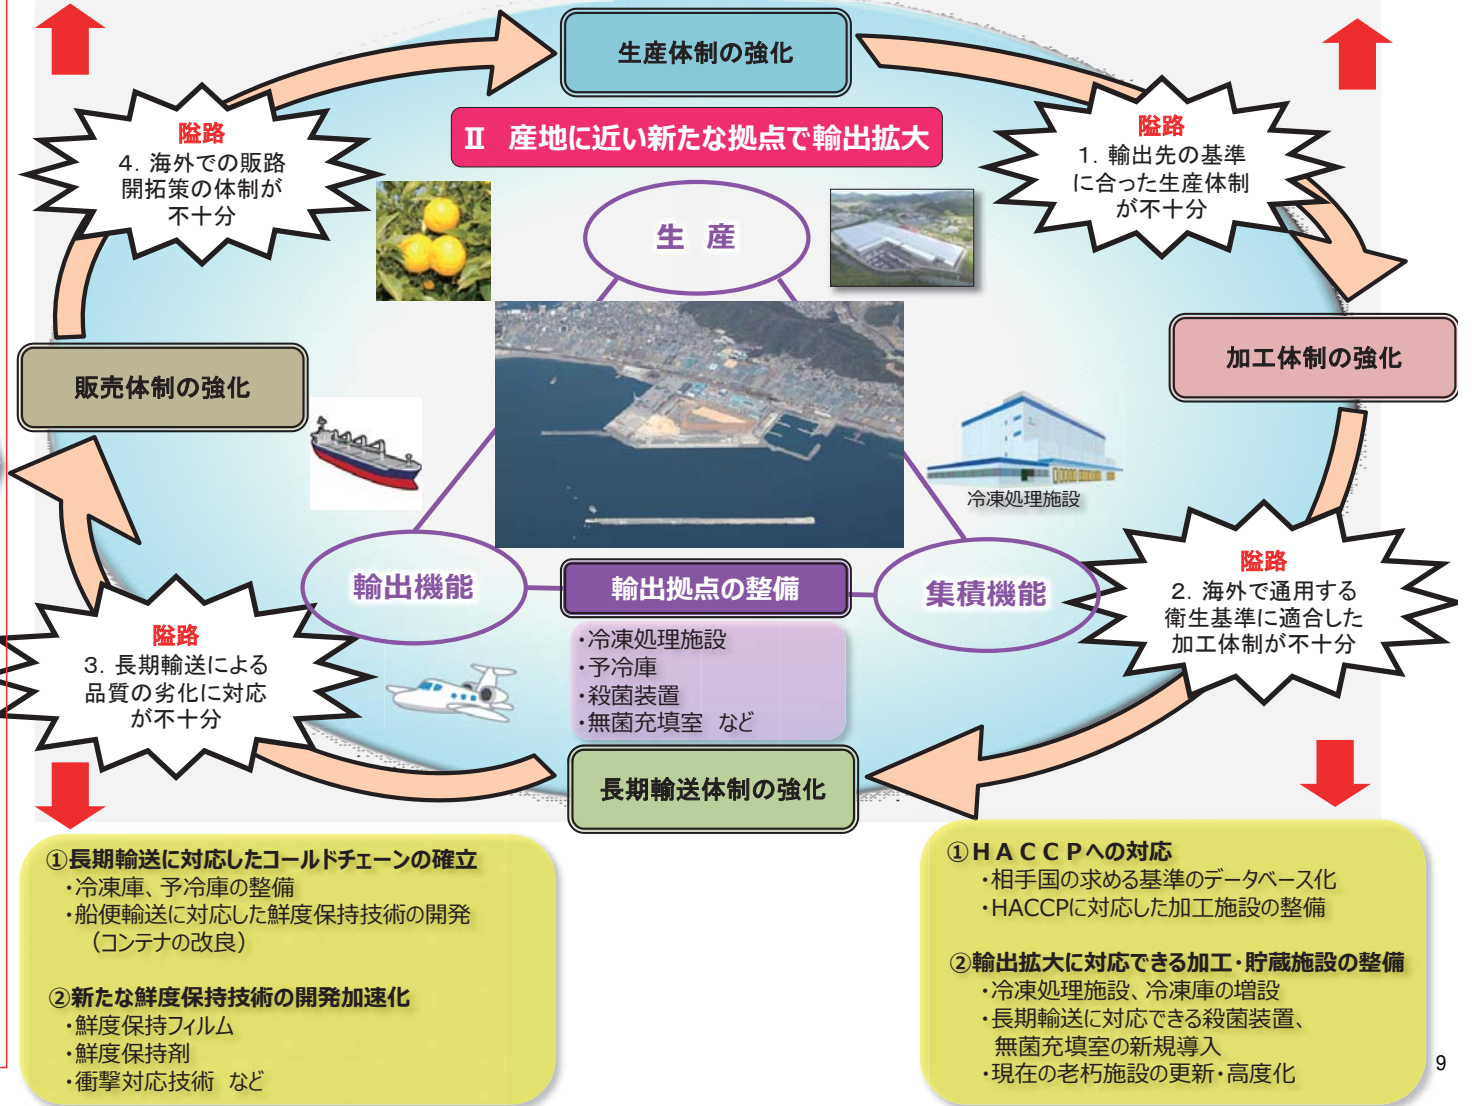 生産体制の強化
Ⅱ　産地に近い新たな拠点で輸出拡大
隘路
4．海外での販路
開拓策の体制が
不十分
隘路
1．輸出先の基準
に合った生産体制
が不十分
生　産
販売体制の強化
加工体制の強化
冷凍処理施設
輸出機能
輸出拠点の整備
集積機能
・冷凍処理施設
・予冷庫
・殺菌装置
・無菌充填室　など
隘路
3．長期輸送による
品質の劣化に対応
が不十分
隘路
2．海外で通用する
衛生基準に適合した
加工体制が不十分
長期輸送体制の強化
①長期輸送に対応したコールドチェーンの確立
・冷凍庫、予冷庫の整備
・船便輸送に対応した鮮度保持技術の開発
（コンテナの改良）
②新たな鮮度保持技術の開発加速化
・鮮度保持フィルム
・鮮度保持剤
・衝撃対応技術　など
①ＨＡＣＣＰへの対応
・相手国の求める基準のデータベース化
・HACCPに対応した加工施設の整備
②輸出拡大に対応できる加工・貯蔵施設の整備
・冷凍処理施設、冷凍庫の増設
・長期輸送に対応できる殺菌装置、
無菌充填室の新規導入
・現在の老朽施設の更新・高度化
9